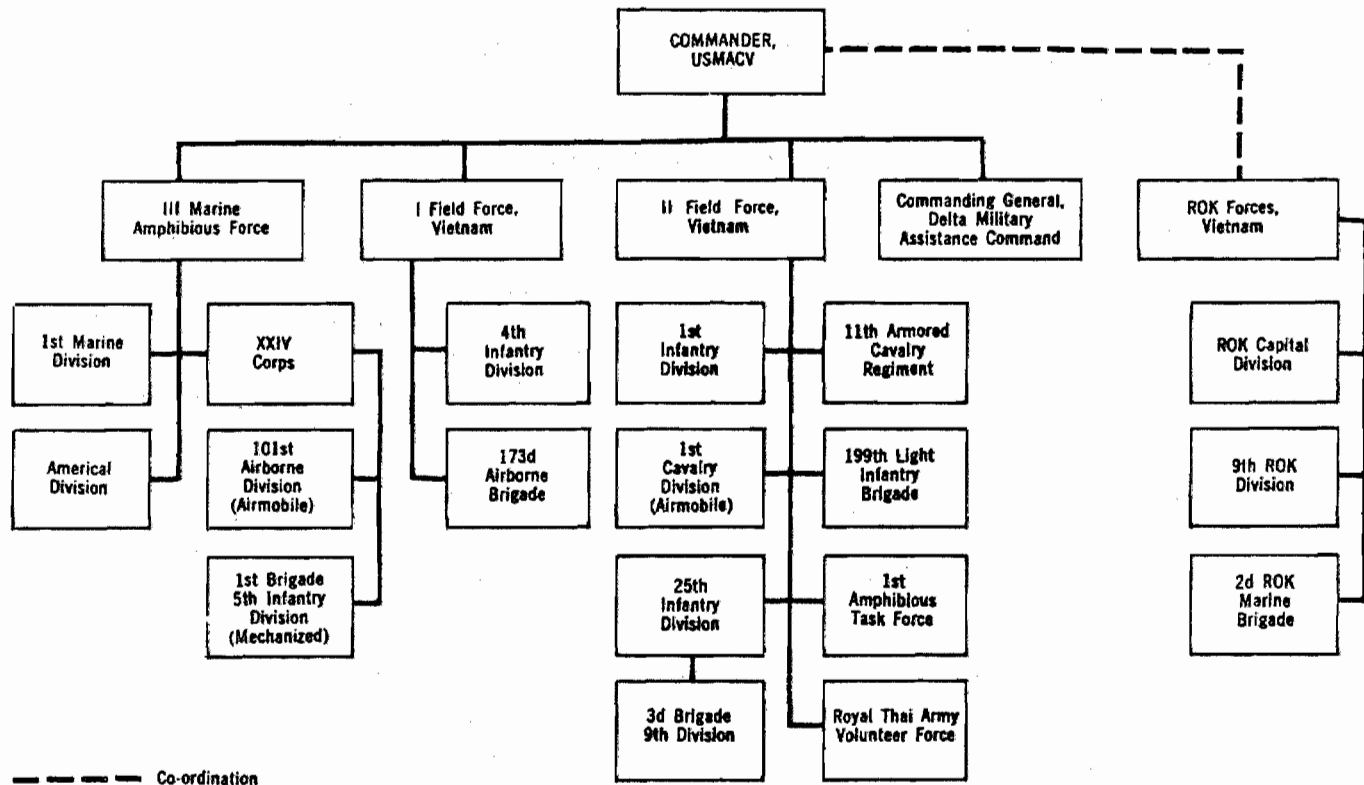 COMMANDER,
USMACV
III Marine
Amphibious Force
I Field Force,
Vietnam
II Field Force,
Vietnam
Commanding General,
Delta Military
Assistance Command
ROK Forces,
Vietnam
1st Marine
Division
XXIV
Corps
4th
Infantry
Division
1st
Infantry
Division
11th Armored
Cavalry
Regiment
ROK Capital
Division
Americal
Division
101st
Airborne
Division
(Airmobile)
173d
Airborne
Brigade
1st
Cavalry
Division
(Airmobile)
199th Light
Infantry
Brigade
9th ROK
Division
1st Brigade
5th Infantry
Division
(Mechanized)
25th
Infantry
Division
1st
Amphibious
Task Force
2d ROK
Marine
Brigade
3d Brigade
9th Division
Royal Thai Army
Volunteer Force
Co-ordination